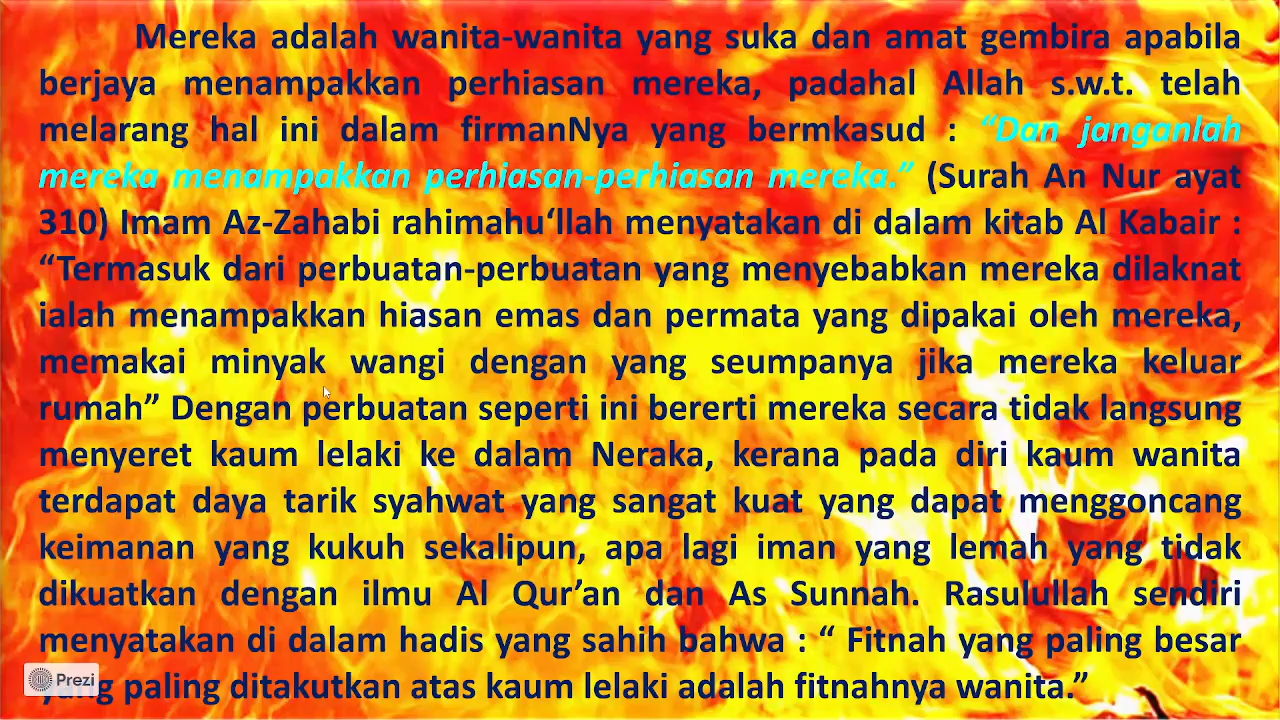 Mereka adalah wanita-wanita yang suka dan amat gembira apabila
berjaya menampakkan perhiasan mereka, padahal Allah s.w.t. telah
melarang hal ini dalam firmanNya yang bermkasud : “Dan janganlah
mereka menampakkan perhiasan-perhiasan mereka.” (Surah An Nur ayat
310) Imam Az-Zahabi rahimahu‘llah menyatakan di dalam kitab Al Kabair :
“Termasuk dari perbuatan-perbuatan yang menyebabkan mereka dilaknat
ialah menampakkan hiasan emas dan permata yang dipakai oleh mereka,
memakai minyak wangi dengan yang seumpanya jika mereka keluar
rumah” Dengan perbuatan seperti ini bererti mereka secara tidak langsung
menyeret kaum lelaki ke dalam Neraka, kerana pada diri kaum wanita
terdapat daya tarik syahwat yang sangat kuat yang dapat menggoncang
keimanan yang kukuh sekalipun, apa lagi iman yang lemah yang tidak
dikuatkan dengan ilmu Al Qur’an dan As Sunnah. Rasulullah sendiri
menyatakan di dalam hadis yang sahih bahwa : “ Fitnah yang paling besar
yang paling ditakutkan atas kaum lelaki adalah fitnahnya wanita.”
Prezi